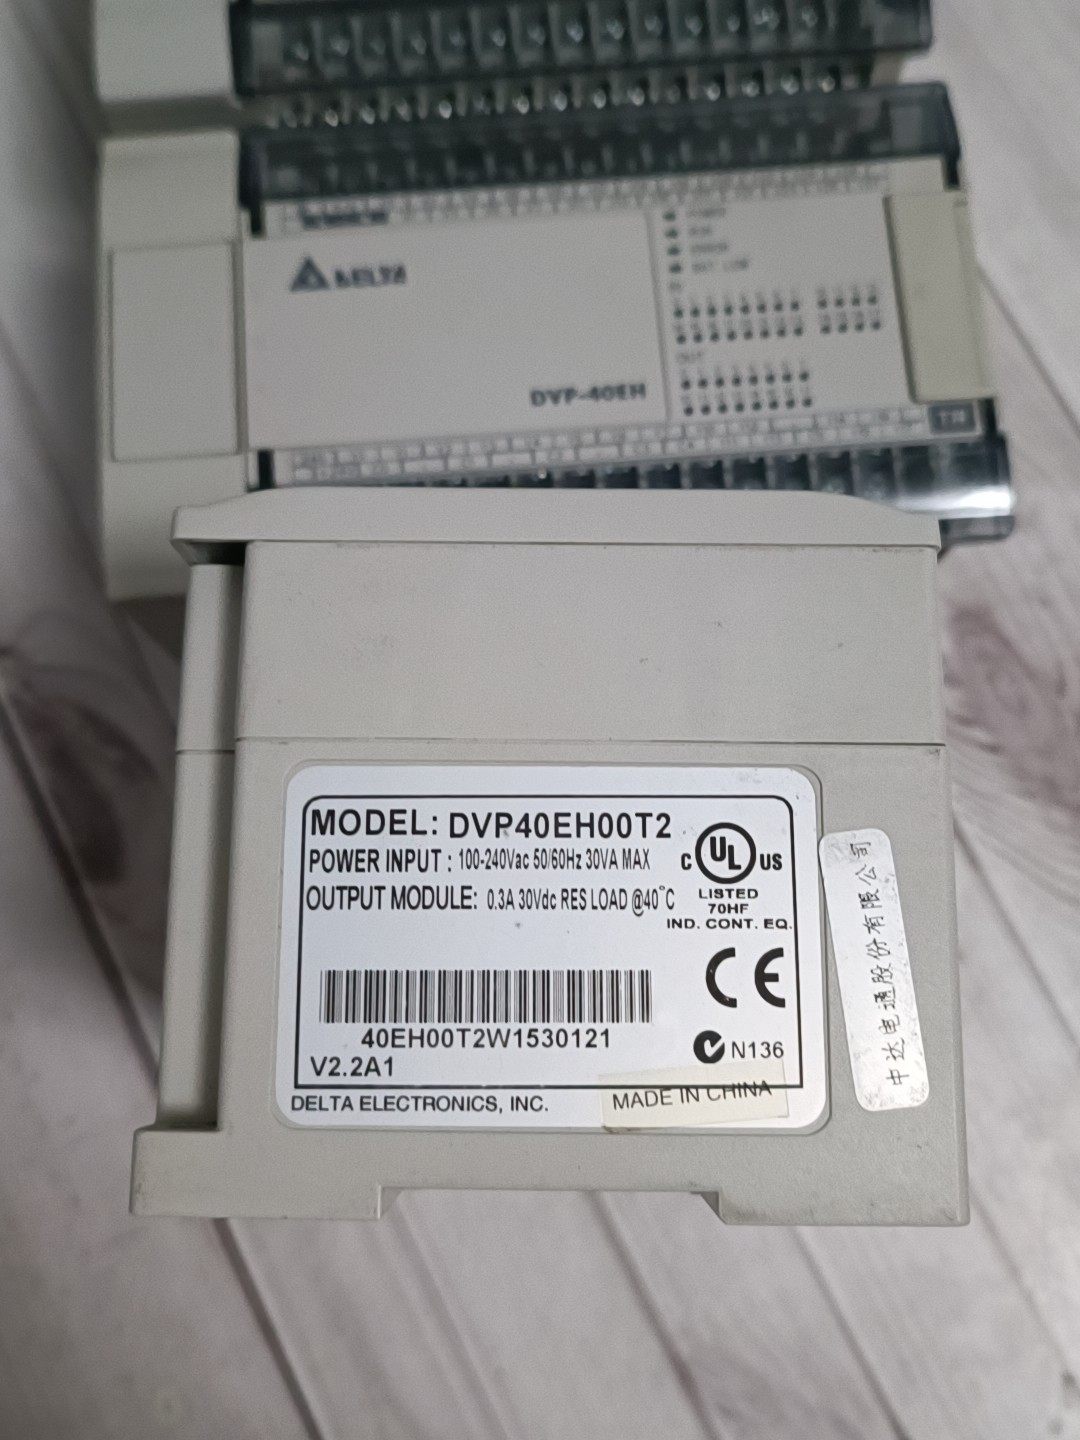 DELTA
DVP-40EH
OUT
MODEL: DVP40EH00T2
POWER INPUT : 100-240Vac 50/60Hz 30VA MAX
OUTPUT MODULE: 0.3A 30Vdc RES LOAD @40°C
C UL US
LISTED
70HF
IND. CONT. EQ.
CE
40EH00T2W1530121
N136
V2.2A1
DELTA ELECTRONICS, INC.
MADE IN CHINA
中达电通股份有限公司